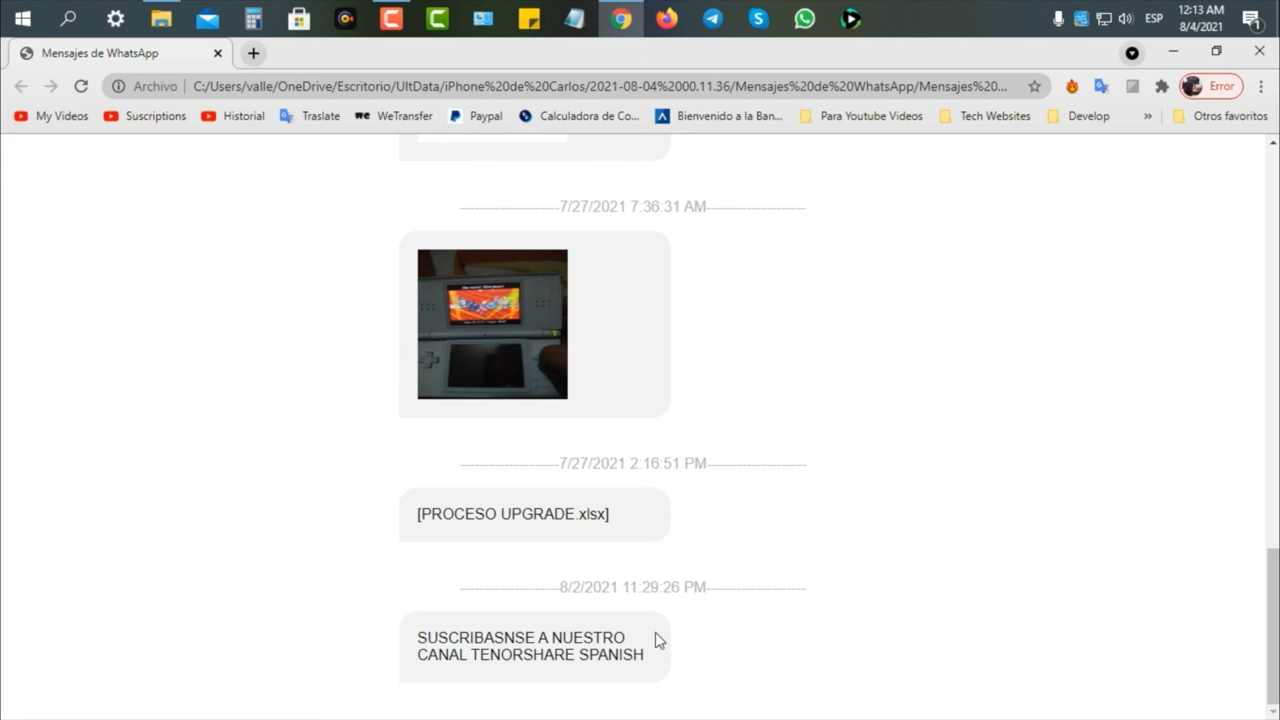 12:13 AM
ESP
8/4/2021
1
Mensajes de WhatsApp
Archivo C:/Users/valle/OneDrive/Escritorio/UltData/iPhone%20de%20Carlos/2021-08-04%2000.11.36/Mensajes%20de%20WhatsApp/Mensajes%20... Error
My Videos Suscriptions Historial Traslate WeTransfer Paypal Calculadora de Co... Bienvenido a la Ban... Para Youtube Videos Tech Websites Develop » Otros favoritos
7/27/2021 7:36:31 AM
7/27/2021 2:16:51 PM
[PROCESO UPGRADE.xlsx]
8/2/2021 11:29:26 PM
SUSCRIBASNSE A NUESTRO
CANAL TENORSHARE SPANISH